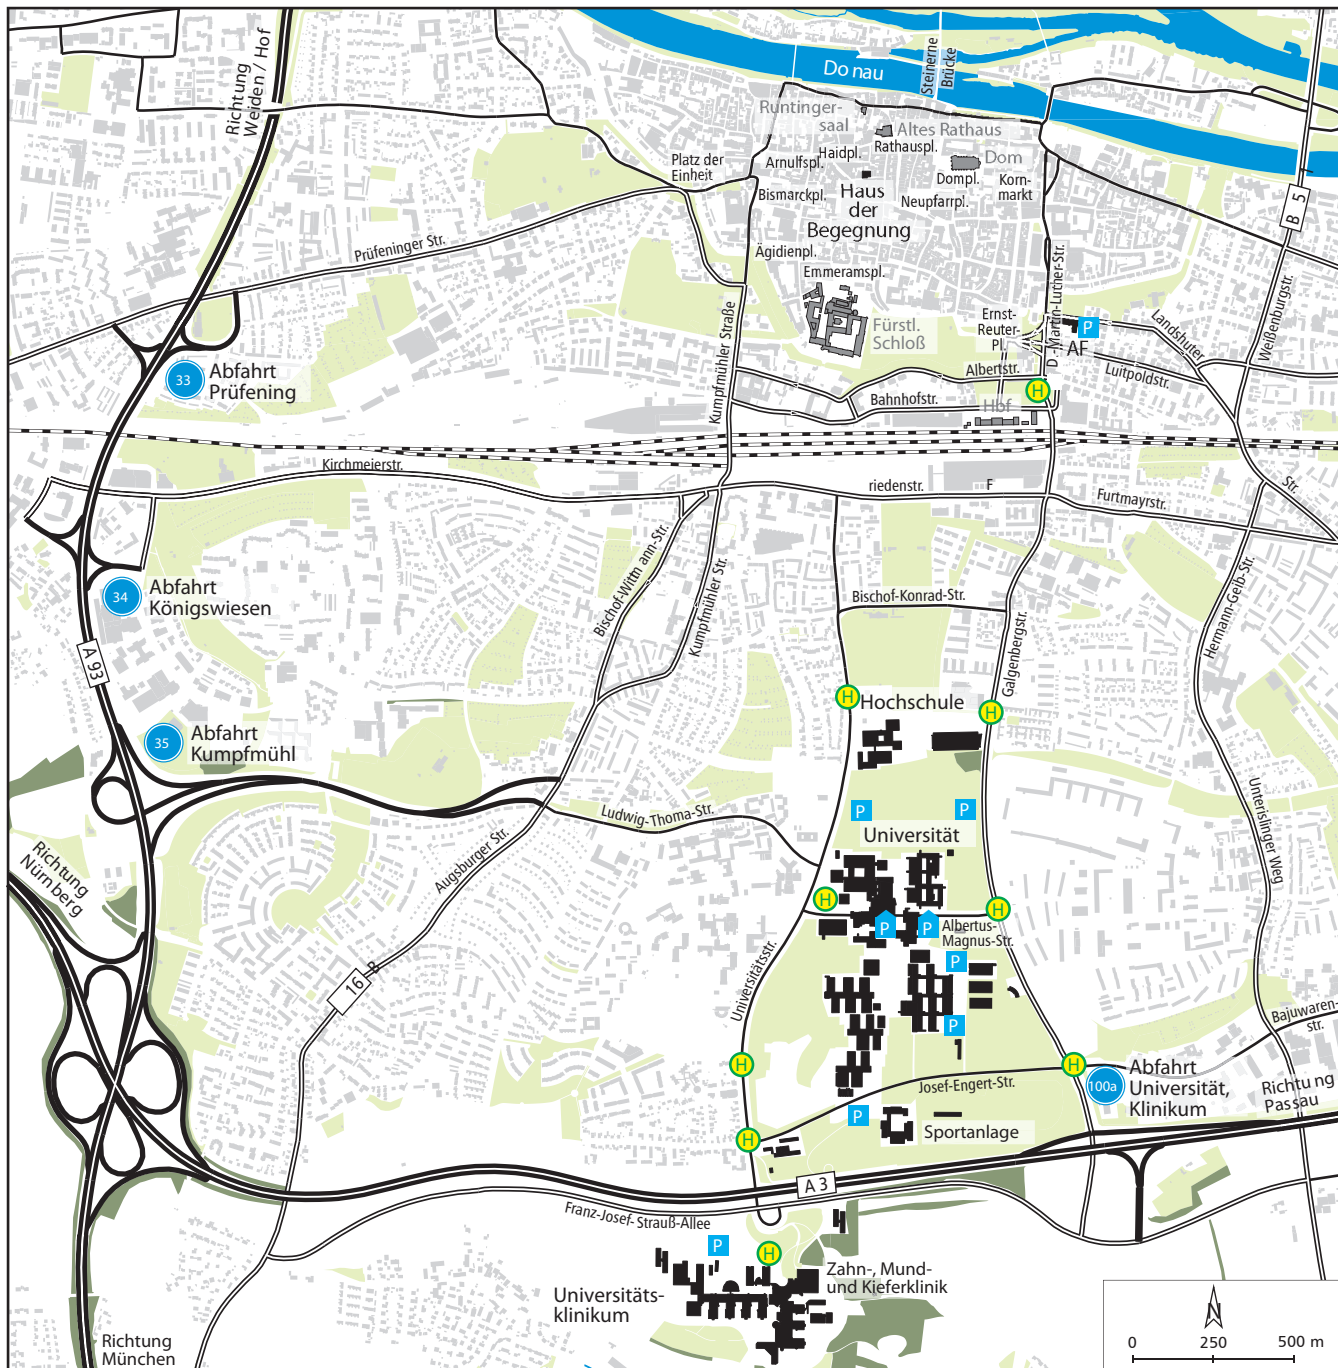 Richtung
Weiden / Hof
Donau
Steinerne
Brücke
Runtinger-
saal
Altes Rathaus
Rathauspl.
Haidpl.
Arnulfspl.
Dom
Dompl.
Korn-
markt
Platz der
Einheit
Bismarckpl.
Haus
der
Begegnung
Neupfarrpl.
B 5
Prüfeninger Str.
Ägidienpl.
Emmeramspl.
Fürstl.
Schloß
Ernst-
Reuter-
Pl.
D.-Martin-Luther-Str.
P
AF
Landshuter
Weißenburgstr.
Luitpoldstr.
Kumpfmühler Straße
33
Abfahrt
Prüfening
Albertstr.
H
Bahnhofstr.
Hbf
Kirchmeierstr.
riedenstr.
F
Furtmayrstr.
Str.
34
Abfahrt
Königswiesen
Bischof-Wittm ann-Str.
Kumpfmühler Str.
Bischof-Konrad-Str.
Galgenbergstr.
Hermann-Geib-Str.
A 93
H
Hochschule
H
35
Abfahrt
Kumpfmühl
Ludwig-Thoma-Str.
P
P
Universität
Unterislinger Weg
Augsburger Str.
Richtung
Nürnberg
H
H
P
P
Albertus-
Magnus-Str.
P
16
B
Universitätsstr.
P
Bajuwaren-
str.
H
H
Josef-Engert-Str.
100a
Abfahrt
Universität,
Klinikum
Richtung
Passau
P
H
Sportanlage
A 3
Franz-Josef-Strauß-Allee
P
H
Zahn-, Mund-
und Kieferklinik
Universitäts-
klinikum
Richtung
München
N
0
250
500 m